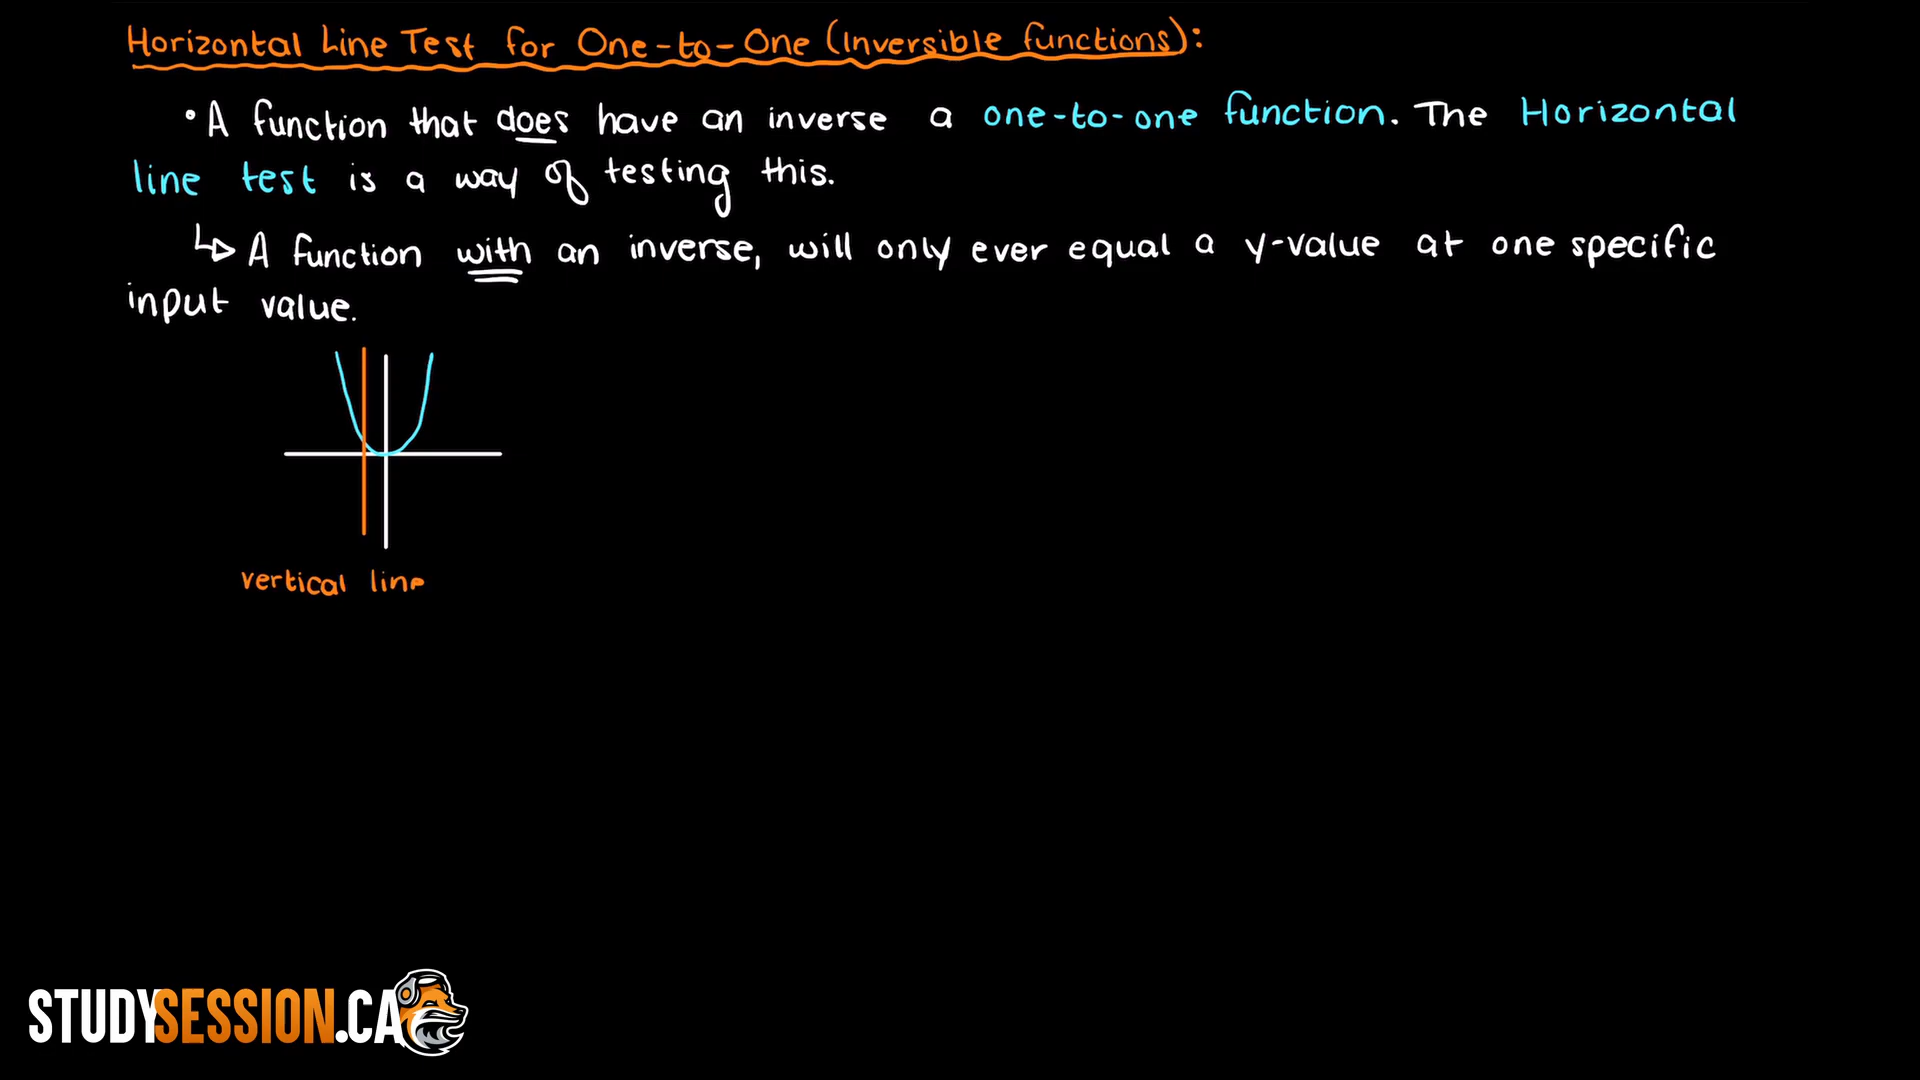 Horizontal Line Test for One-to-One (Inversible functions):
• A function that does have an inverse a one-to-one function. The Horizontal
line test is a way of testing this.
↳ A function with an inverse, will only ever equal a y-value at one specific
input value.
vertical line
STUDYSESSION.CA